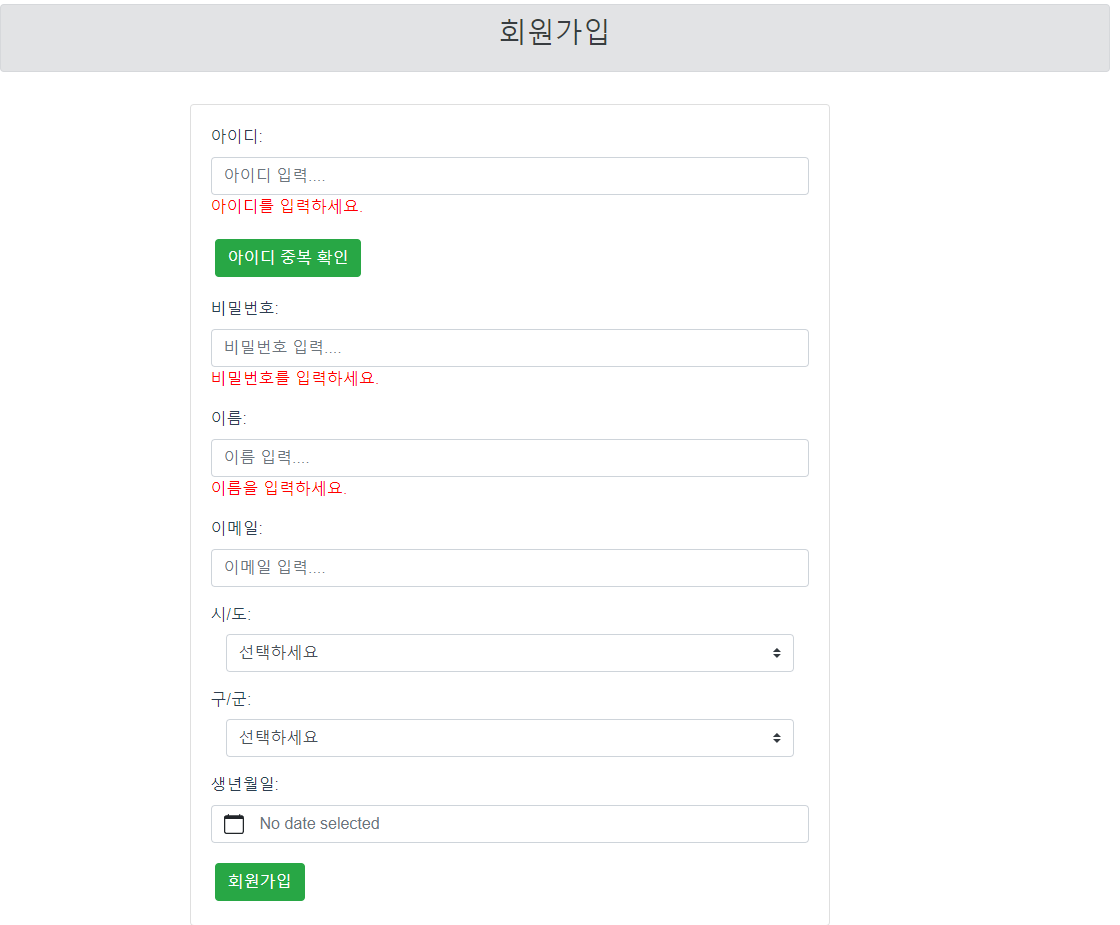 회원가입
아이디:
아이디 입력....
아이디를 입력하세요.
아이디 중복 확인
비밀번호:
비밀번호 입력....
비밀번호를 입력하세요.
이름:
이름 입력....
이름을 입력하세요.
이메일:
이메일 입력....
시/도:
선택하세요
구/군:
선택하세요
생년월일:
No date selected
회원가입